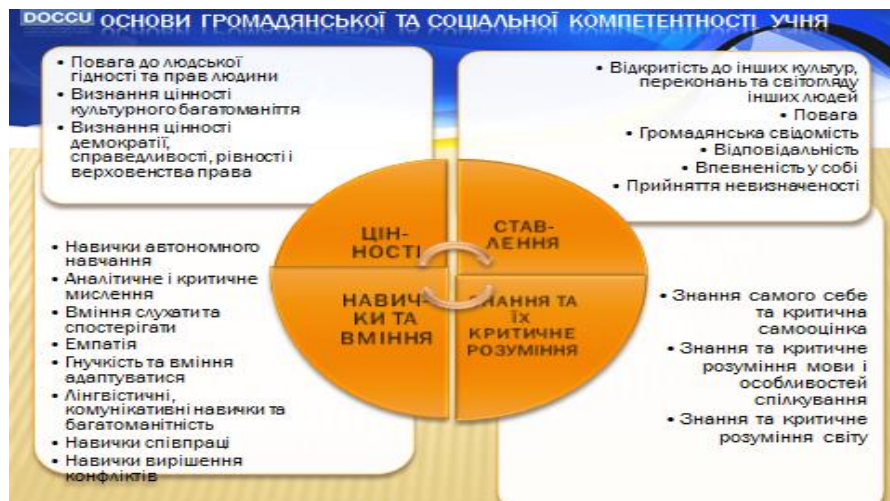 DOCCU ОСНОВИ ГРОМАДЯНСЬКОЇ ТА СОЦІАЛЬНОЇ КОМПЕТЕНТНОСТІ УЧНЯ
• Повага до людської
гідності та прав людини
• Визнання цінності
культурного багатоманіття
• Визнання цінності
демократії,
справедливості, рівності і
верховенства права
• Відкритість до інших культур,
переконань та світогляду
інших людей
• Повага
• Громадянська свідомість
• Відповідальність
• Впевненість у собі
• Прийняття невизначеності
ЦІН-
НОСТІ
СТАВ-
ЛЕННЯ
НАВИЧ-
КИ ТА
ВМІННЯ
ЗНАННЯ ТА
ЇХ
КРИТИЧНЕ
РОЗУМІННЯ
• Навички автономного
навчання
• Аналітичне і критичне
мислення
• Вміння слухати та
спостерігати
• Емпатія
• Гнучкість та вміння
адаптуватися
• Лінгвістичні,
комунікативні навички та
багатоманітність
• Навички співпраці
• Навички вирішення
конфліктів
• Знання самого себе
та критична
самооцінка
• Знання та критичне
розуміння мови і
особливостей
спілкування
• Знання та критичне
розуміння світу